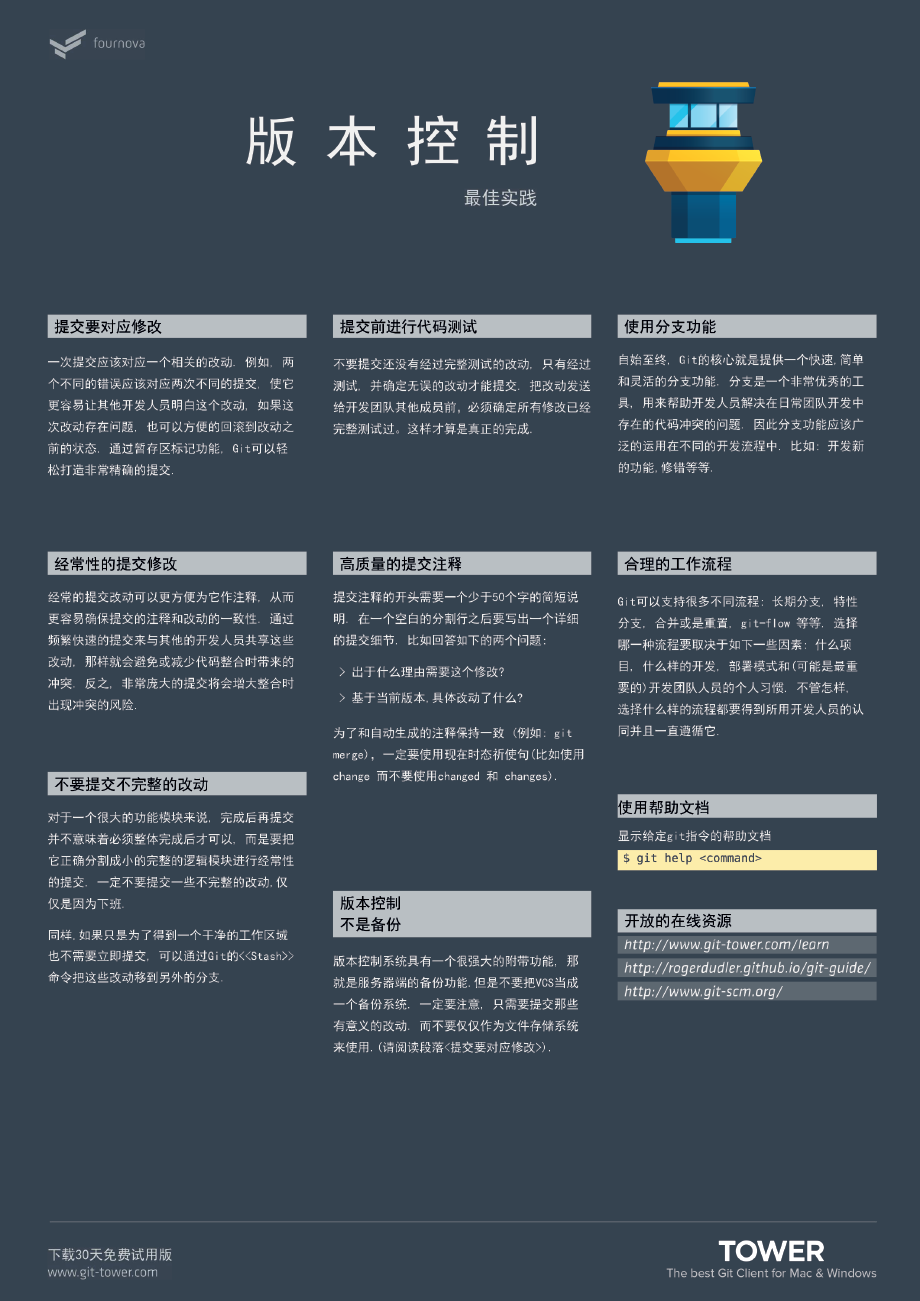 fournova
版本控制
最佳实践
提交要对应修改
一次提交应该对应一个相关的改动. 例如, 两
个不同的错误应该对应两次不同的提交. 使它
更容易让其他开发人员明白这个改动, 如果这
次改动存在问题, 也可以方便的回滚到改动之
前的状态. 通过暂存区标记功能, Git可以轻
松打造非常精确的提交.
经常性的提交修改
经常的提交改动可以更方便为它作注释, 从而
更容易确保提交的注释和改动的一致性. 通过
频繁快速的提交来与其他的开发人员共享这些
改动, 那样就会避免或减少代码整合时带来的
冲突. 反之, 非常庞大的提交将会增大整合时
出现冲突的风险.
不要提交不完整的改动
对于一个很大的功能模块来说, 完成后再提交
并不意味着必须整体完成后才可以, 而是要把
它正确分割成小的完整的逻辑模块进行经常性
的提交. 一定不要提交一些不完整的改动,仅
仅是因为下班.
同样,如果只是为了得到一个干净的工作区域
也不需要立即提交, 可以通过Git的<<Stash>>
命令把这些改动移到另外的分支.
提交前进行代码测试
不要提交还没有经过完整测试的改动, 只有经过
测试, 并确定无误的改动才能提交. 把改动发送
给开发团队其他成员前, 必须确定所有修改已经
完整测试过。这样才算是真正的完成.
高质量的提交注释
提交注释的开头需要一个少于50个字的简短说
明. 在一个空白的分割行之后要写出一个详细
的提交细节. 比如回答如下的两个问题:
> 出于什么理由需要这个修改?
> 基于当前版本,具体改动了什么?
为了和自动生成的注释保持一致 (例如: git
merge), 一定要使用现在时态祈使句(比如使用
change 而不要使用changed 和 changes).
版本控制
不是备份
版本控制系统具有一个很强大的附带功能, 那
就是服务器端的备份功能.但是不要把VCS当成
一个备份系统. 一定要注意, 只需要提交那些
有意义的改动. 而不要仅仅作为文件存储系统
来使用.(请阅读段落<提交要对应修改>).
使用分支功能
自始至终, Git的核心就是提供一个快速,简单
和灵活的分支功能. 分支是一个非常优秀的工
具, 用来帮助开发人员解决在日常团队开发中
存在的代码冲突的问题. 因此分支功能应该广
泛的运用在不同的开发流程中. 比如: 开发新
的功能,修错等等.
合理的工作流程
Git可以支持很多不同流程: 长期分支, 特性
分支, 合并或是重置, git-flow 等等. 选择
哪一种流程要取决于如下一些因素: 什么项
目, 什么样的开发, 部署模式和(可能是最重
要的)开发团队人员的个人习惯. 不管怎样,
选择什么样的流程都要得到所用开发人员的认
同并且一直遵循它.
使用帮助文档
显示给定git指令的帮助文档
$ git help <command>
开放的在线资源
http://www.git-tower.com/learn
http://rogerdudler.github.io/git-guide/
http://www.git-scm.org/
下载30天免费试用版
www.git-tower.com
TOWER
The best Git Client for Mac & Windows